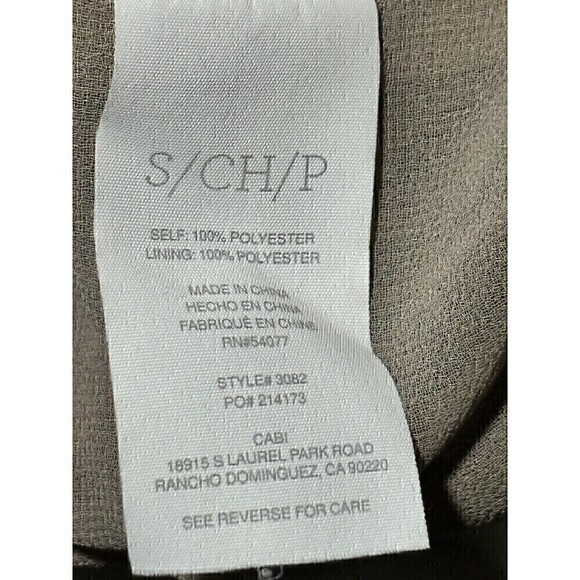 S/CH/P
SELF: 100% POLYESTER
LINING: 100% POLYESTER
MADE IN CHINA
HECHO EN CHINA
FABRIQUÉ EN CHINE
RN#54077
STYLE# 3082
PO# 214173
CABI
18915 S LAUREL PARK ROAD
RANCHO DOMINGUEZ, CA 90220
SEE REVERSE FOR CARE